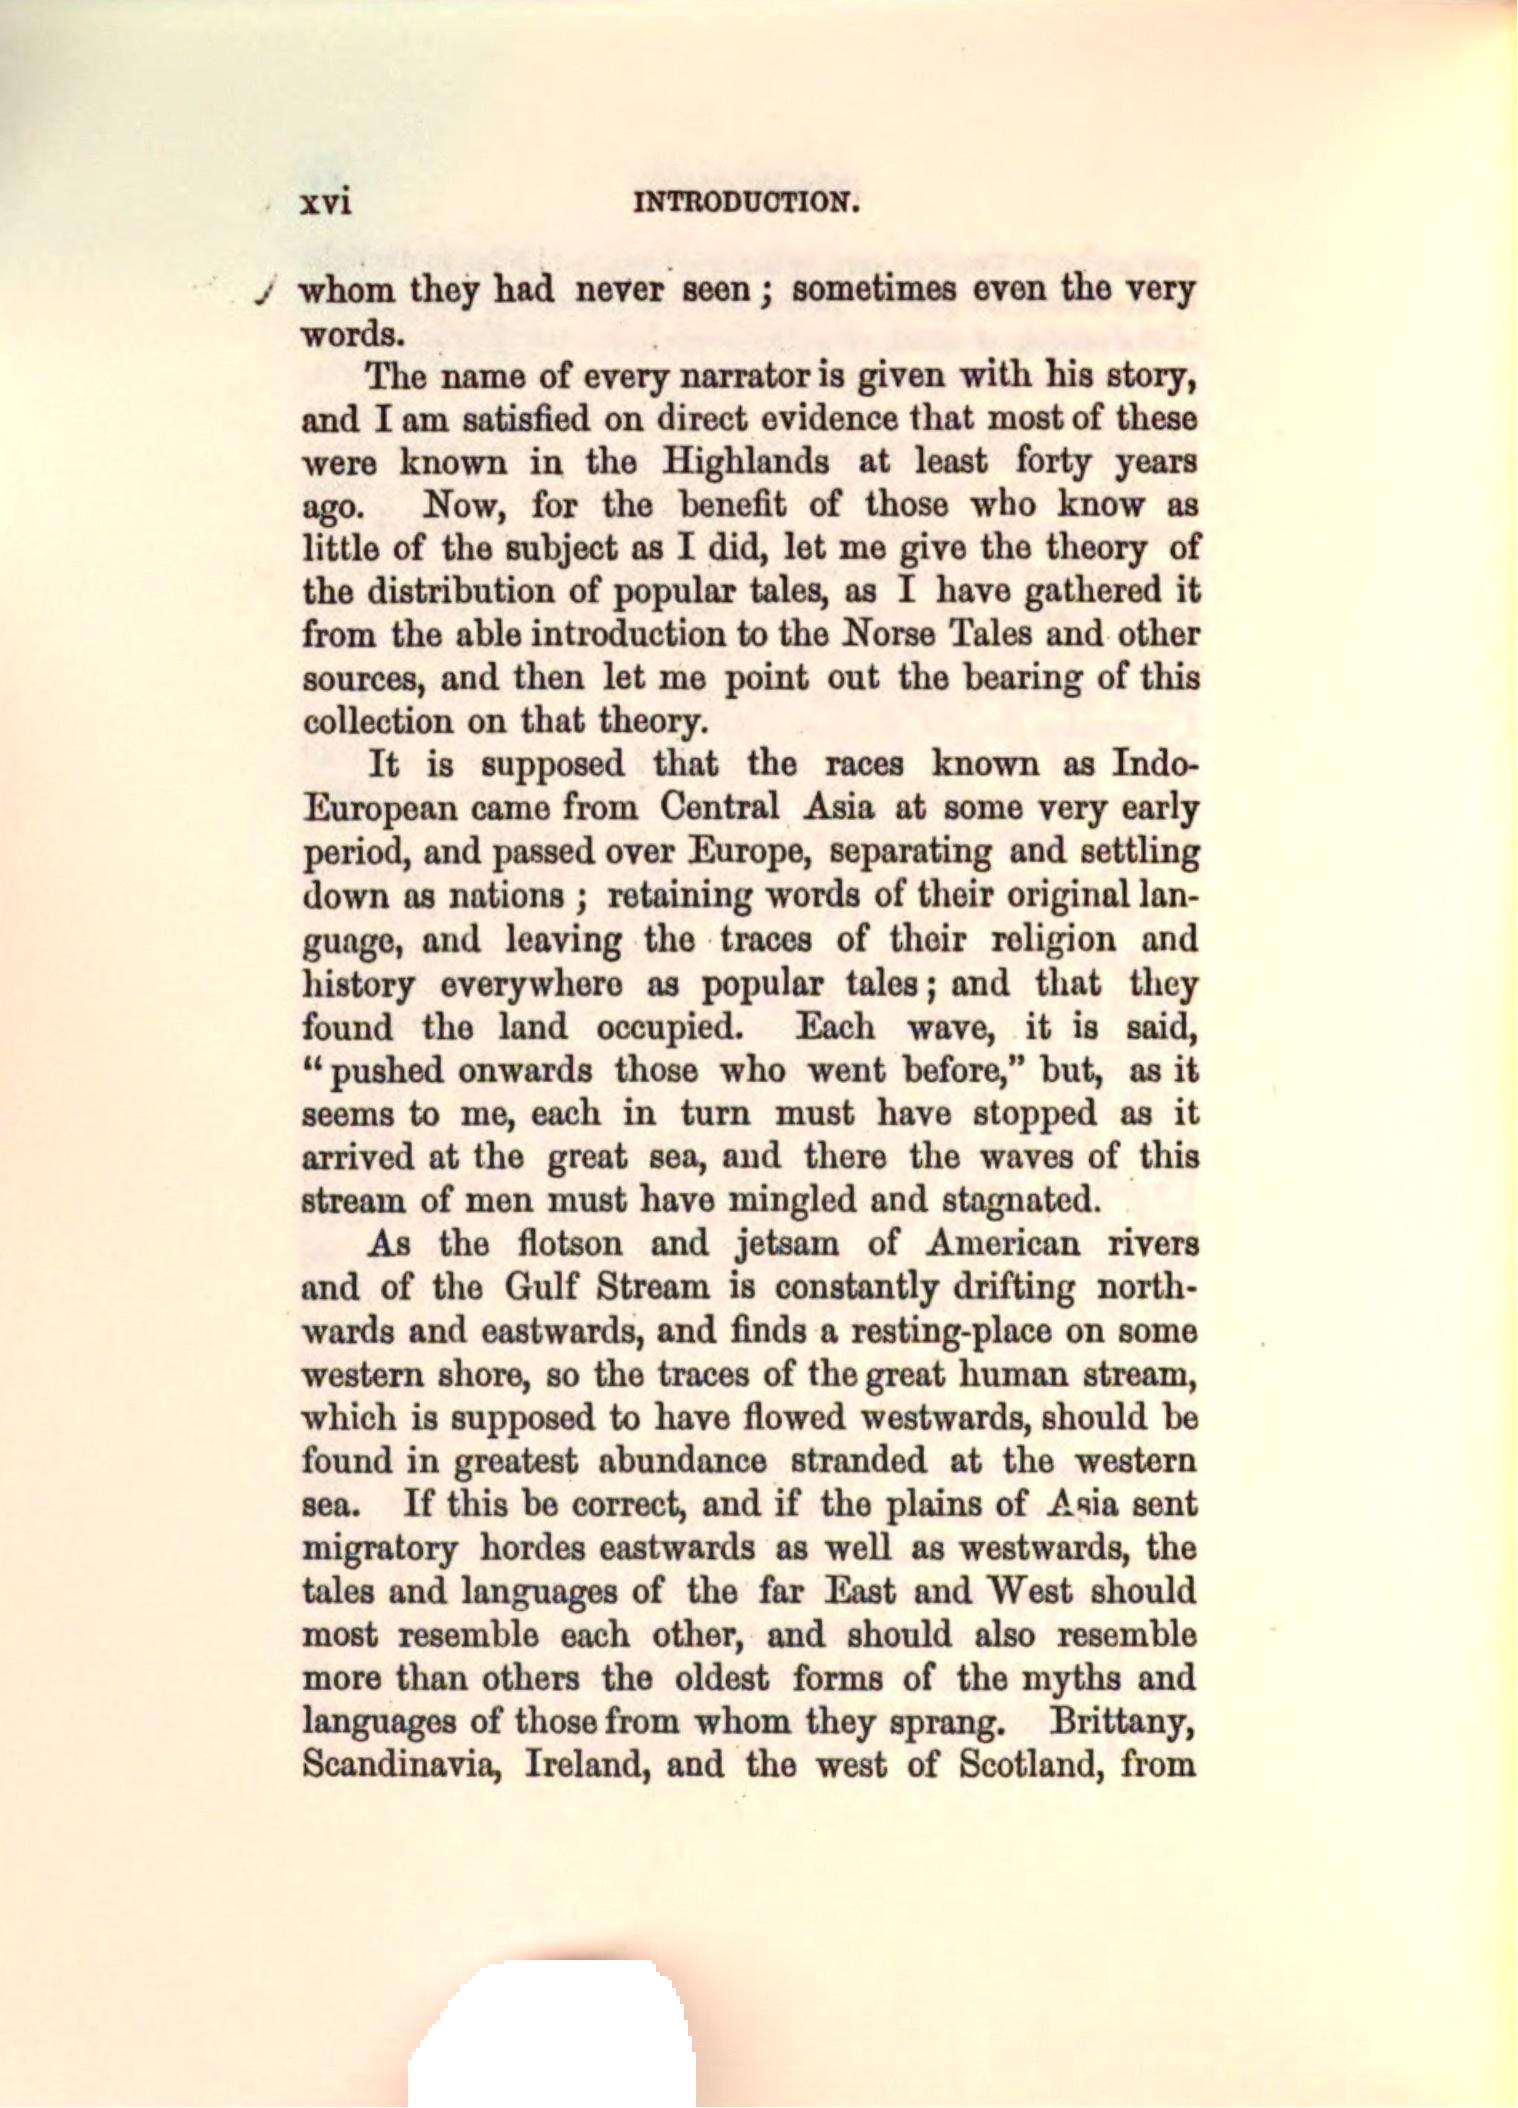 xvi INTRODUCTION.
whom they had never seen; sometimes even the very
words.
The name of every narrator is given with his story,
and I am satisfied on direct evidence that most of these
were known in the Highlands at least forty years
ago. Now, for the benefit of those who know as
little of the subject as I did, let me give the theory of
the distribution of popular tales, as I have gathered it
from the able introduction to the Norse Tales and other
sources, and then let me point out the bearing of this
collection on that theory.
It is supposed that the races known as Indo-
European came from Central Asia at some very early
period, and passed over Europe, separating and settling
down as nations; retaining words of their original lan-
guage, and leaving the traces of their religion and
history everywhere as popular tales; and that they
found the land occupied. Each wave, it is said,
“pushed onwards those who went before,” but, as it
seems to me, each in turn must have stopped as it
arrived at the great sea, and there the waves of this
stream of men must have mingled and stagnated.
As the flotson and jetsam of American rivers
and of the Gulf Stream is constantly drifting north-
wards and eastwards, and finds a resting-place on some
western shore, so the traces of the great human stream,
which is supposed to have flowed westwards, should be
found in greatest abundance stranded at the western
sea. If this be correct, and if the plains of Asia sent
migratory hordes eastwards as well as westwards, the
tales and languages of the far East and West should
most resemble each other, and should also resemble
more than others the oldest forms of the myths and
languages of those from whom they sprang. Brittany,
Scandinavia, Ireland, and the west of Scotland, from